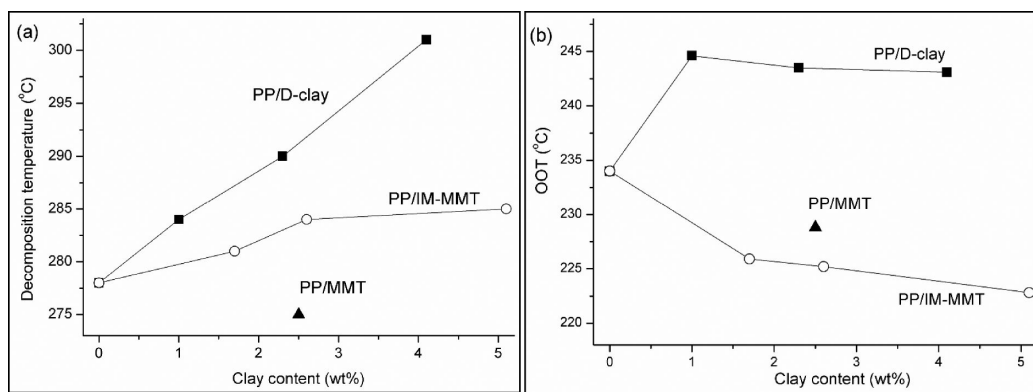 (a)
300
295
290
285
280
275
Decomposition temperature (°C)
PP/D-clay
PP/IM-MMT
PP/MMT
0 1 2 3 4 5
Clay content (wt%)
(b)
245
240
235
230
225
220
OOT (°C)
PP/D-clay
PP/MMT
PP/IM-MMT
0 1 2 3 4 5
Clay content (wt%)